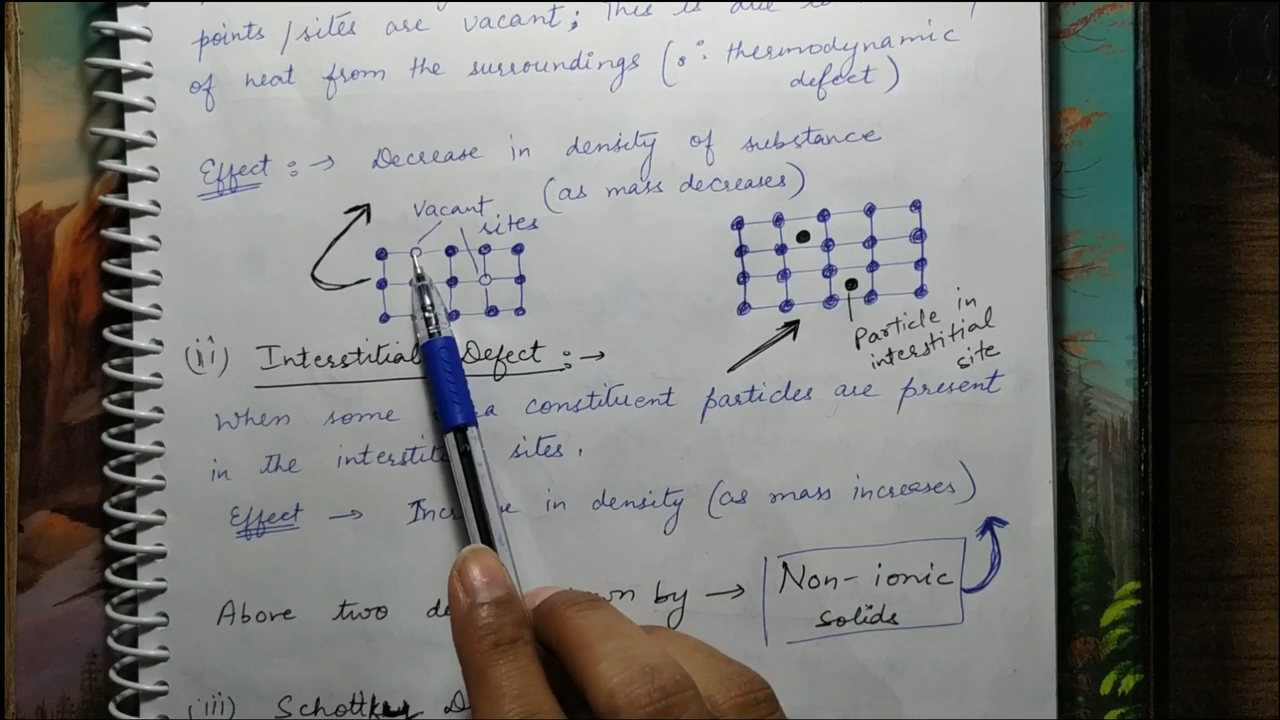 points/sites are vacant; This is due to
of heat from the surroundings (∵ thermodynamic
defect)
Effect :→ Decrease in density of substance
(as mass decreases)
Vacant
sites
Particle in
interstitial
site
(ii) Interstitial Defect :→
When some constituent particles are present
in the sites.
Effect → in density (as mass increases)
Above two by → Non-ionic
solids
(iii) Schottky